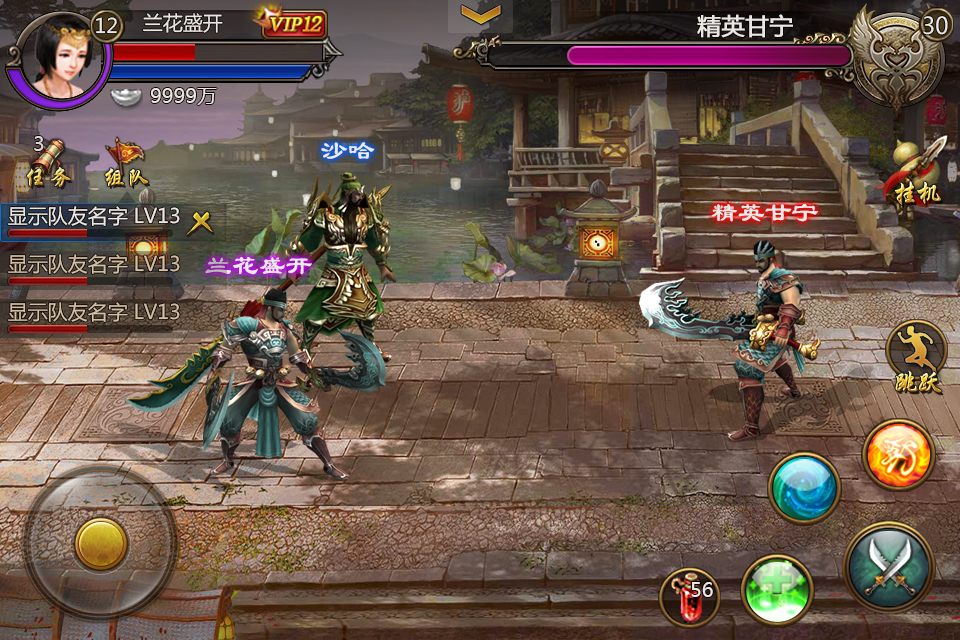 12
兰花盛开
VIP12
精英甘宁
30
9999万
3
任务
组队
沙哈
挂机
显示队友名字 LV13
精英甘宁
显示队友名字 LV13
兰花盛开
显示队友名字 LV13
跳跃
56